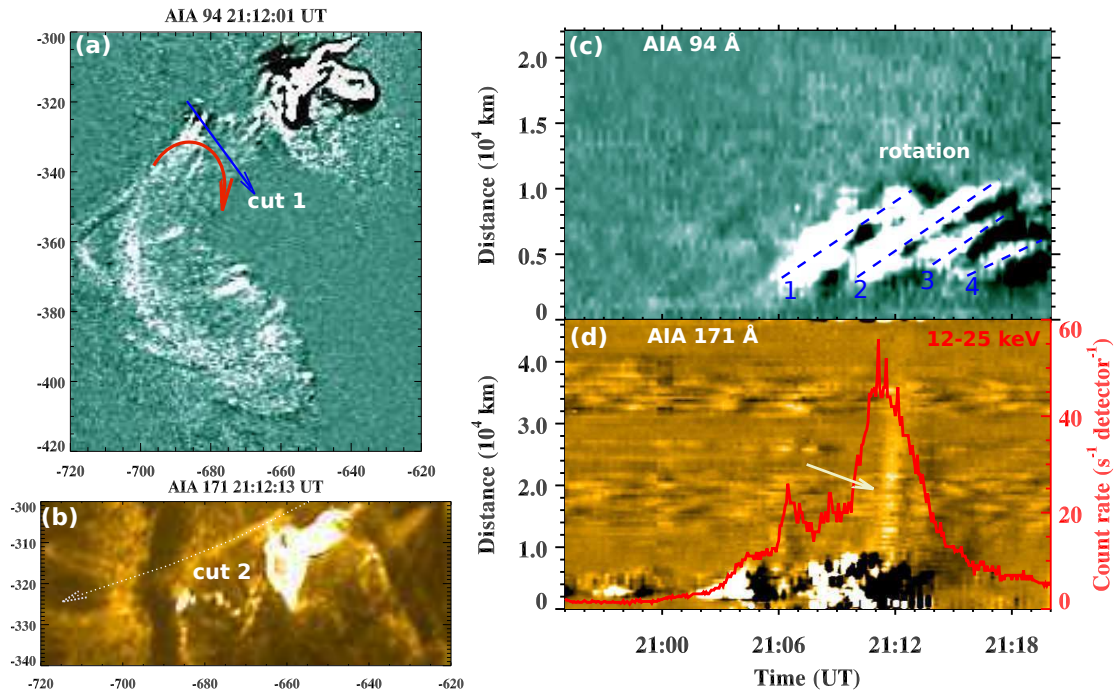 AIA 94 21:12:01 UT
(a)
-300
-320
-340
-360
-380
-400
-420
cut 1
-720 -700 -680 -660 -640 -620
AIA 171 21:12:13 UT
(b)
-300
-310
-320
-330
-340
cut 2
-720 -700 -680 -660 -640 -620
(c) AIA 94 Å
rotation
2.0
1.5
1.0
0.5
0
Distance (10⁴ km)
1 2 3 4
(d) AIA 171 Å 12-25 keV
4.0
3.0
2.0
1.0
0
Distance (10⁴ km)
60
40
20
0
Count rate (s⁻¹ detector⁻¹)
21:00 21:06 21:12 21:18
Time (UT)